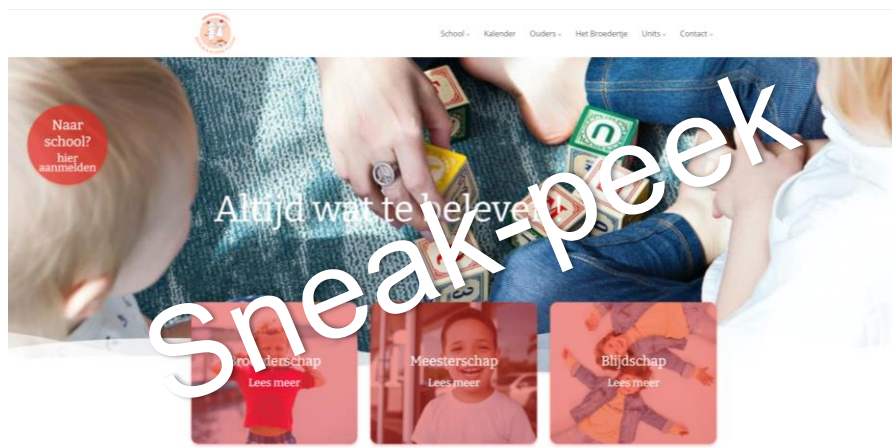 School
Kalender
Ouders
Het Broedertje
Units
Contact
Naar
school?
hier
aanmelden
Altijd wat te beleven
Sneak-peek
Broederschap
Meesterschap
Blijdschap
Lees meer
Lees meer
Lees meer